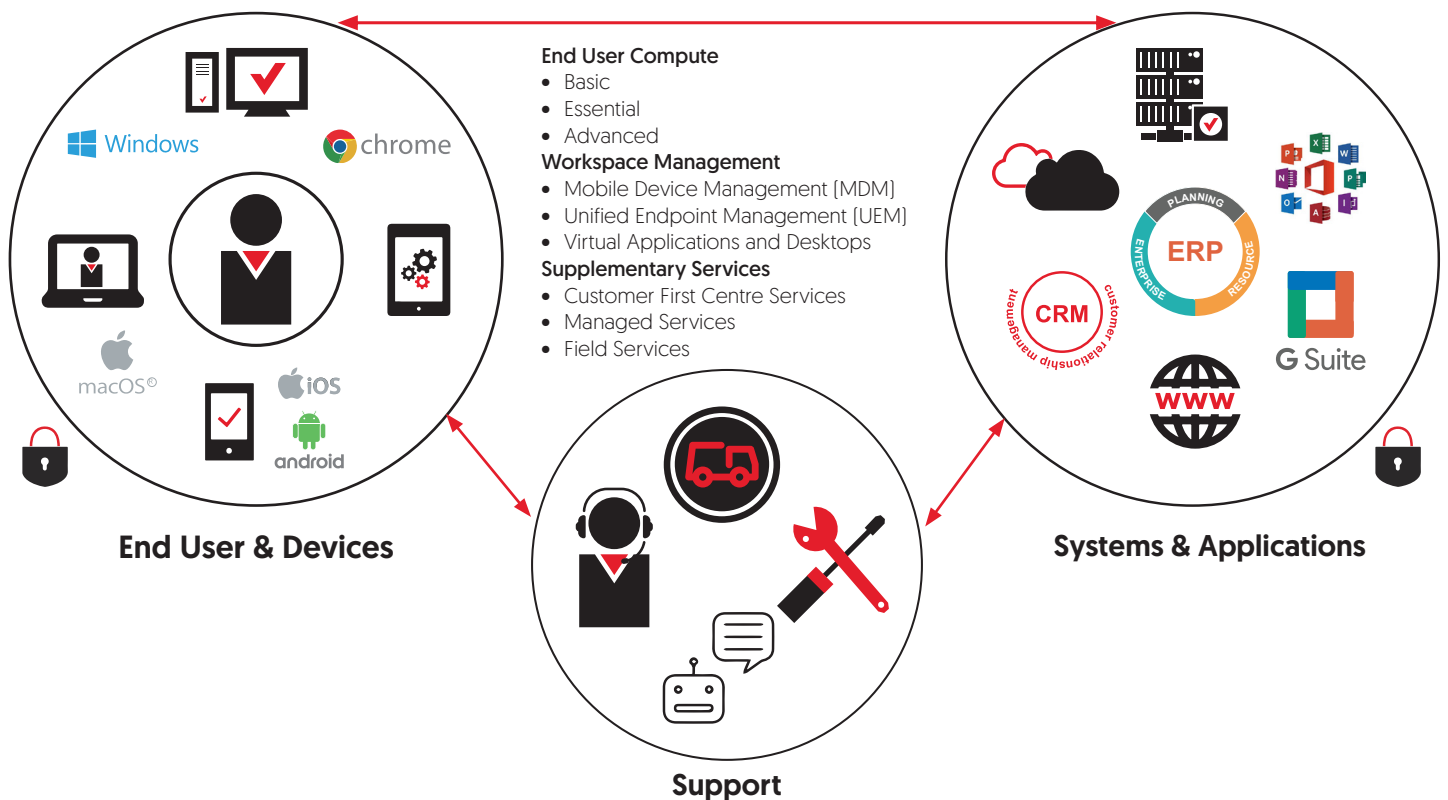 End User Compute
• Basic
• Essential
• Advanced
Workspace Management
• Mobile Device Management (MDM)
• Unified Endpoint Management (UEM)
• Virtual Applications and Desktops
Supplementary Services
• Customer First Centre Services
• Managed Services
• Field Services
Windows
chrome
macOS®
iOS
android
End User & Devices
P
X
W
N
P
O
A
I
PLANNING
ENTERPRISE
RESOURCE
ERP
CRM
customer relationship management
G Suite
WWW
Systems & Applications
Support